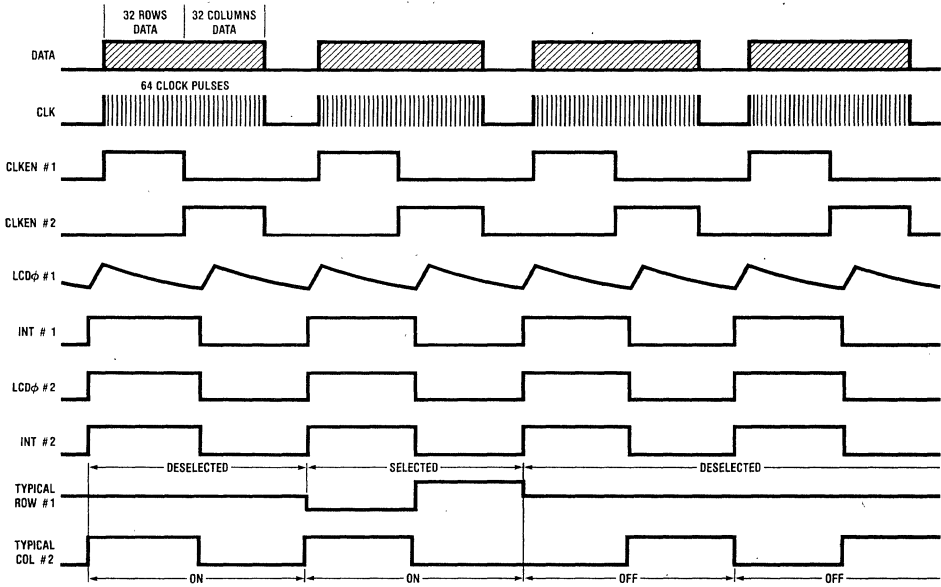 32 ROWS DATA
32 COLUMNS DATA
DATA
64 CLOCK PULSES
CLK
CLKEN #1
CLKEN #2
LCDϕ #1
INT # 1
LCDϕ #2
INT #2
DESELECTED
SELECTED
DESELECTED
TYPICAL
ROW #1
TYPICAL
COL #2
ON
ON
OFF
OFF